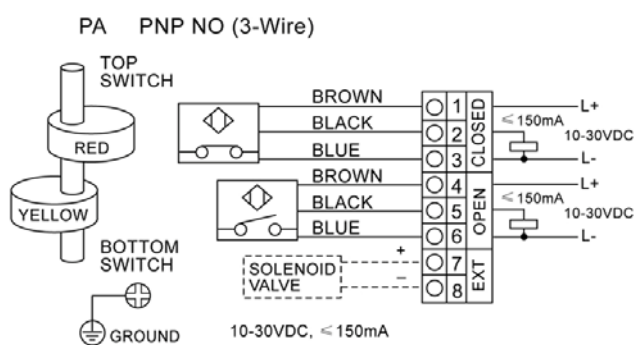 PA PNP NO (3-Wire)
TOP
SWITCH
RED
YELLOW
BOTTOM
SWITCH
GROUND
BROWN
BLACK
BLUE
BROWN
BLACK
BLUE
+
SOLENOID
VALVE
−
1
2
3
4
5
6
7
8
CLOSED
OPEN
EXT
L+
≤150mA
10-30VDC
L-
L+
≤150mA
10-30VDC
L-
10-30VDC, ≤150mA